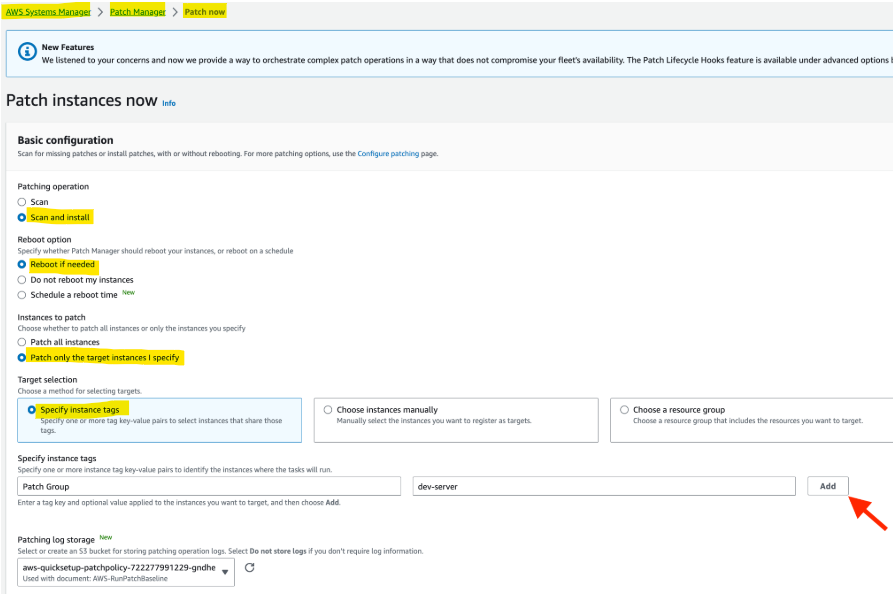 AWS Systems Manager > Patch Manager > Patch now
New Features
We listened to your concerns and now we provide a way to orchestrate complex patch operations in a way that does not compromise your fleet's availability. The Patch Lifecycle Hooks feature is available under advanced options
Patch instances now Info
Basic configuration
Scan for missing patches or install patches, with or without rebooting. For more patching options, use the Configure patching page.
Patching operation
Scan
Scan and install
Reboot option
Specify whether Patch Manager should reboot your instances, or reboot on a schedule
Reboot if needed
Do not reboot my instances
Schedule a reboot time New
Instances to patch
Choose whether to patch all instances or only the instances you specify
Patch all instances
Patch only the target instances I specify
Target selection
Choose a method for selecting targets.
Specify instance tags
Specify one or more tag key-value pairs to select instances that share those
tags.
Choose instances manually
Manually select the instances you want to register as targets.
Choose a resource group
Choose a resource group that includes the resources you want to target.
Specify instance tags
Specify one or more instance tag key-value pairs to identify the instances where the tasks will run.
Patch Group
dev-server
Add
Enter a tag key and optional value applied to the instances you want to target, and then choose Add.
Patching log storage New
Select or create an S3 bucket for storing patching operation logs. Select Do not store logs if you don't require log information.
aws-quicksetup-patchpolicy-722277991229-gndhe
Used with document: AWS-RunPatchBaseline